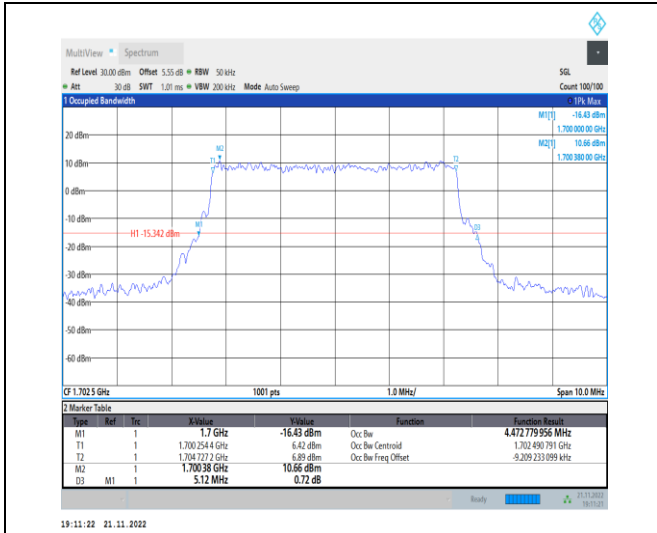 MultiView Spectrum
Ref Level 30.00 dBm Offset 5.55 dB RBW 50 kHz SGL
Att 30 dB SWT 1.01 ms VBW 200 kHz Mode Auto Sweep Count 100/100
1 Occupied Bandwidth 1Pk Max
M1[1] -16.43 dBm
1.700 000 00 GHz
M2[1] 10.66 dBm
1.700 380 00 GHz
20 dBm
M2
T1
T2
10 dBm
0 dBm
-10 dBm
M1
D3
H1 -15.342 dBm
-20 dBm
-30 dBm
-40 dBm
-50 dBm
-60 dBm
CF 1.702 5 GHz 1001 pts 1.0 MHz/ Span 10.0 MHz
2 Marker Table
Type Ref Trc X-Value Y-Value Function Function Result
M1 1 1.7 GHz -16.43 dBm Occ Bw 4.472 779 956 MHz
T1 1 1.700 254 4 GHz 6.42 dBm Occ Bw Centroid 1.702 490 791 GHz
T2 1 1.704 727 2 GHz 6.89 dBm Occ Bw Freq Offset -9.209 233 099 kHz
M2 1 1.700 38 GHz 10.66 dBm
D3 M1 1 5.12 MHz 0.72 dB
Ready 21.11.2022
19:11:21
19:11:22 21.11.2022